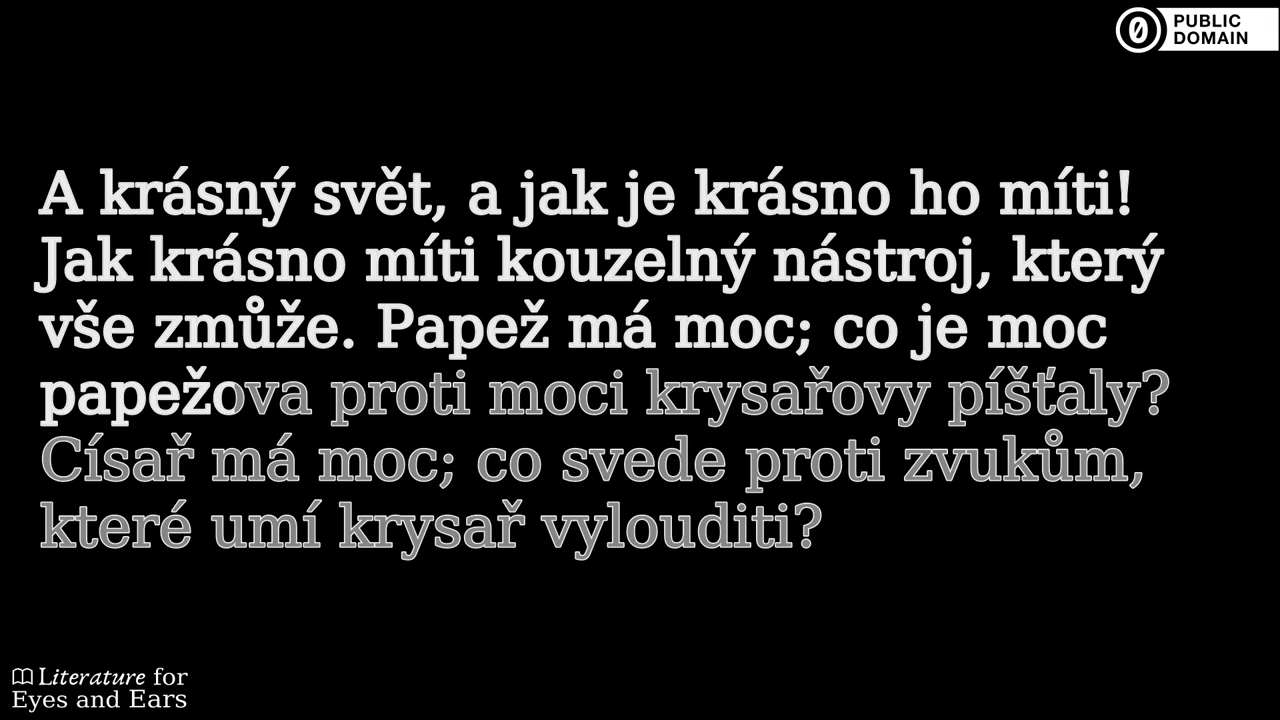 PUBLIC
DOMAIN
A krásný svět, a jak je krásno ho míti!
Jak krásno míti kouzelný nástroj, který
vše zmůže. Papež má moc; co je moc
papežova proti moci krysařovy píšťaly?
Císař má moc; co svede proti zvukům,
které umí krysař vylouditi?
Literature for
Eyes and Ears